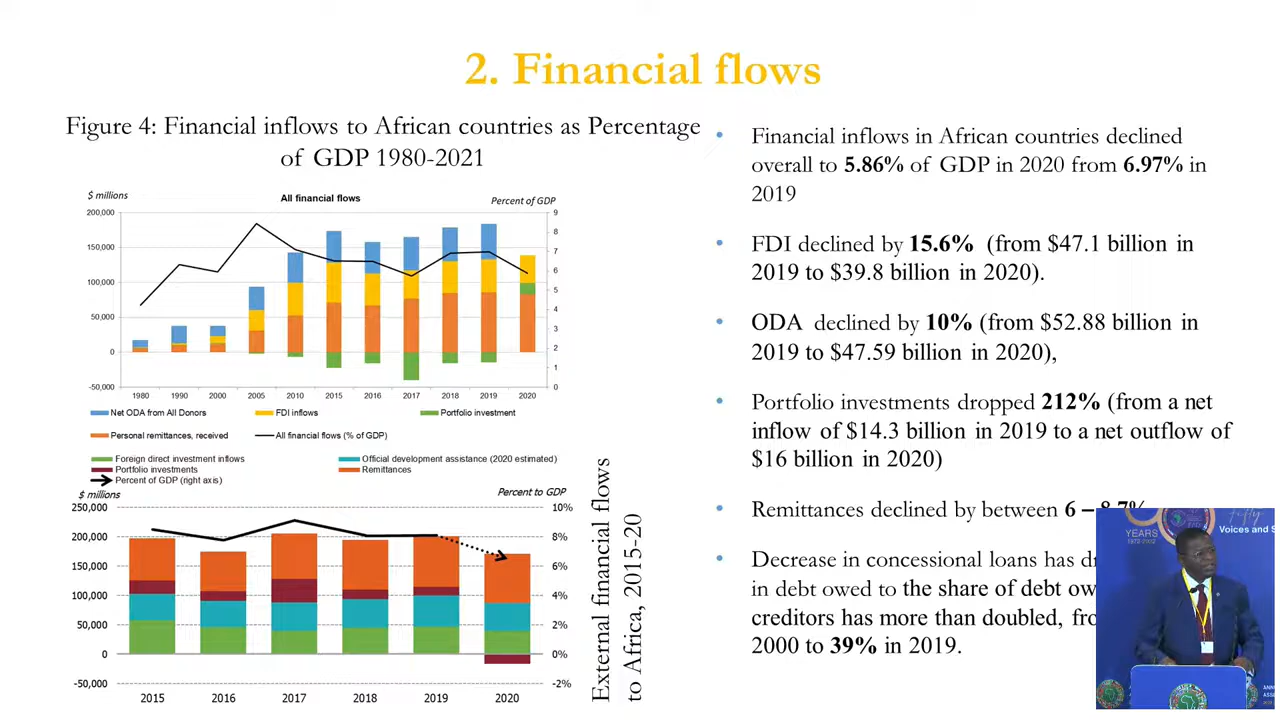 2. Financial flows
Figure 4: Financial inflows to African countries as Percentage
of GDP 1980-2021
$ millions
All financial flows
Percent of GDP
200,000
150,000
100,000
50,000
0
-50,000
9
8
7
6
5
4
3
2
1
0
1980 1990 2000 2005 2010 2015 2016 2017 2018 2019 2020
Net ODA from All Donors FDI inflows Portfolio investment
Personal remittances, received All financial flows (% of GDP)
Foreign direct investment inflows Official development assistance (2020 estimated)
Portfolio investments Remittances
Percent of GDP (right axis)
$ millions
Percent to GDP
250,000
200,000
150,000
100,000
50,000
0
-50,000
10%
8%
6%
4%
2%
0%
-2%
2015 2016 2017 2018 2019 2020
External financial flows
to Africa, 2015-20
• Financial inflows in African countries declined
overall to 5.86% of GDP in 2020 from 6.97% in
2019
• FDI declined by 15.6% (from $47.1 billion in
2019 to $39.8 billion in 2020).
• ODA declined by 10% (from $52.88 billion in
2019 to $47.59 billion in 2020),
• Portfolio investments dropped 212% (from a net
inflow of $14.3 billion in 2019 to a net outflow of
$16 billion in 2020)
• Remittances declined by between 6 – 8.7%
• Decrease in concessional loans has
in debt owed to the share of debt
creditors has more than doubled,
2000 to 39% in 2019.
YEARS
Voices and